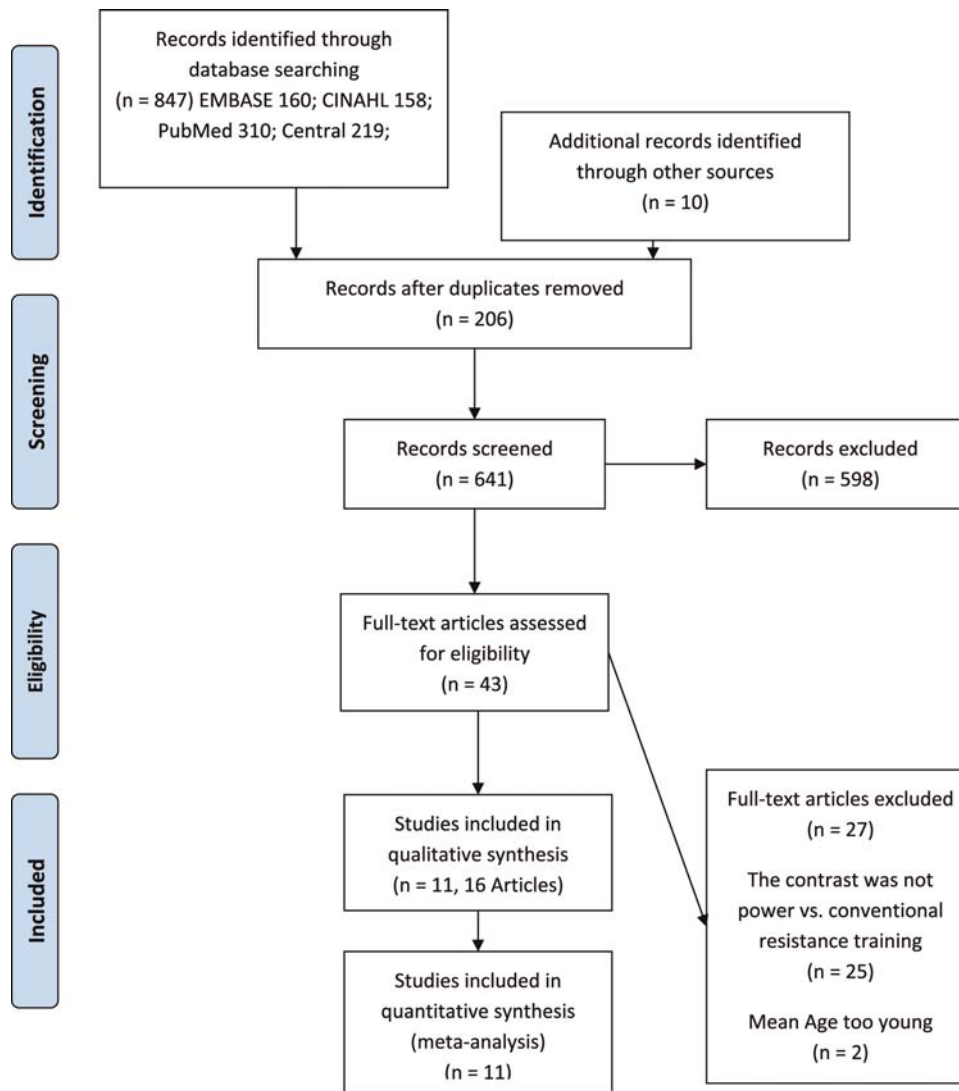 Identification
Records identified through
database searching
(n = 847) EMBASE 160; CINAHL 158;
PubMed 310; Central 219;
Additional records identified
through other sources
(n = 10)
Records after duplicates removed
(n = 206)
Screening
Records screened
(n = 641)
Records excluded
(n = 598)
Eligibility
Full-text articles assessed
for eligibility
(n = 43)
Full-text articles excluded
(n = 27)
The contrast was not
power vs. conventional
resistance training
(n = 25)
Mean Age too young
(n = 2)
Included
Studies included in
qualitative synthesis
(n = 11, 16 Articles)
Studies included in
quantitative synthesis
(meta-analysis)
(n = 11)